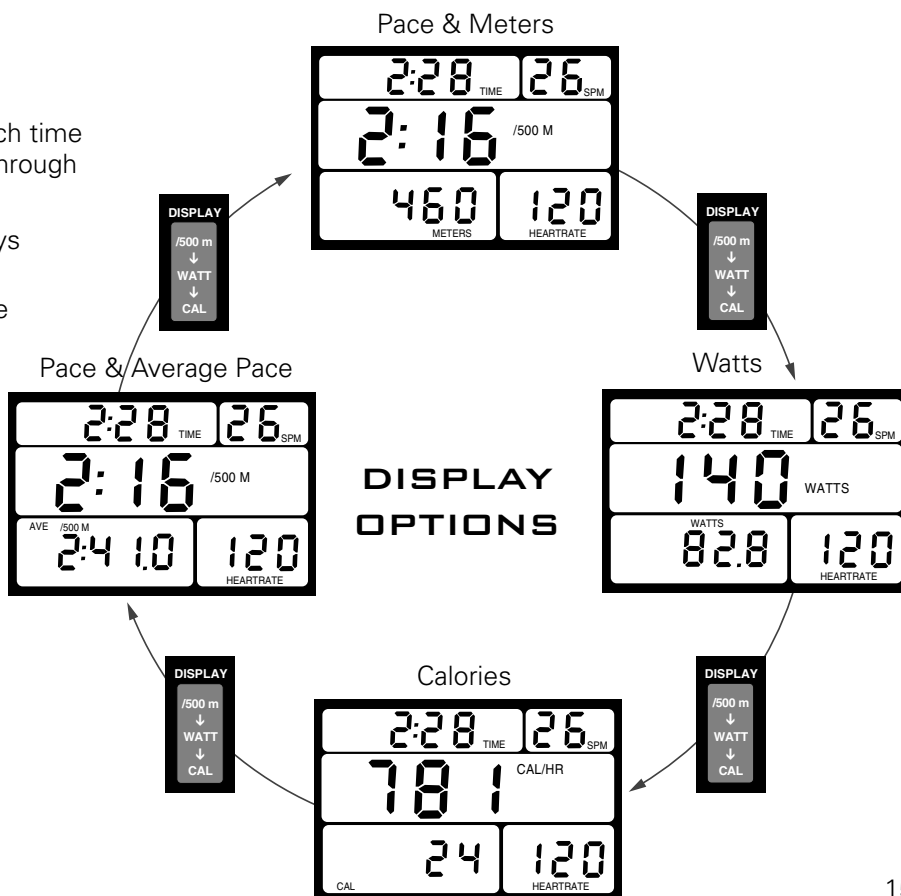 Pace & Meters
2:28 TIME 26 SPM
2:16 /500 M
460 METERS 120 HEARTRATE
ch time
hrough
ys
e
DISPLAY
/500 m
↓
WATT
↓
CAL
DISPLAY
/500 m
↓
WATT
↓
CAL
Pace & Average Pace
2:28 TIME 26 SPM
2:16 /500 M
AVE /500 M
2:41.0 120 HEARTRATE
DISPLAY
OPTIONS
Watts
2:28 TIME 26 SPM
140 WATTS
WATTS
82.8 120 HEARTRATE
DISPLAY
/500 m
↓
WATT
↓
CAL
DISPLAY
/500 m
↓
WATT
↓
CAL
Calories
2:28 TIME 26 SPM
781 CAL/HR
CAL 24 120 HEARTRATE